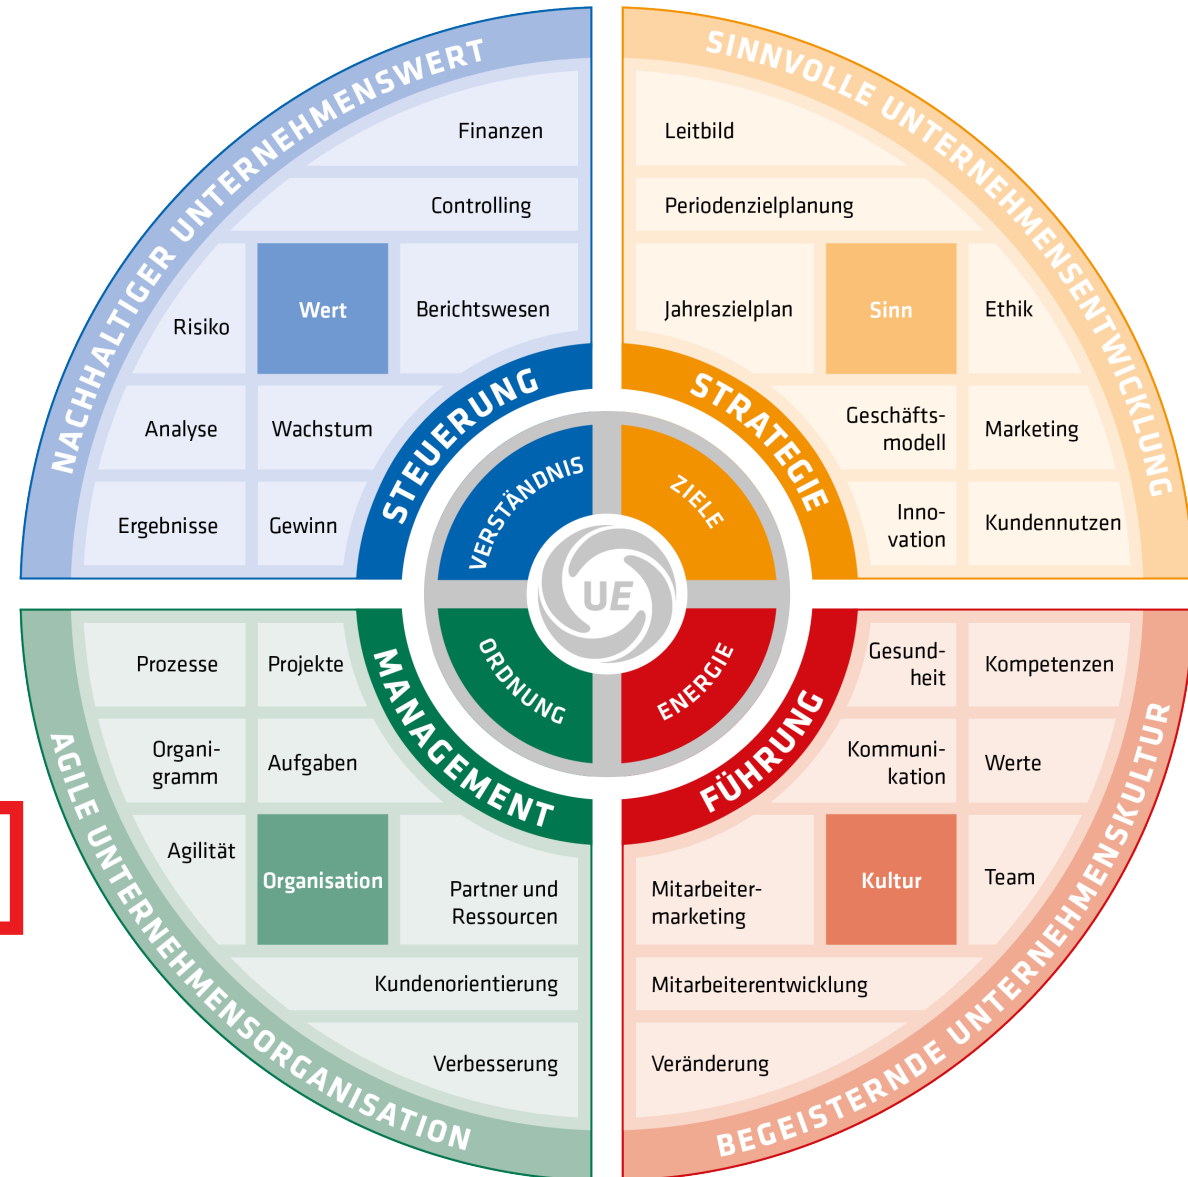 NACHHALTIGER UNTERNEHMENSWERT
Finanzen
Controlling
Risiko
Wert
Berichtswesen
Analyse
Wachstum
Ergebnisse
Gewinn
STEUERUNG
VERSTÄNDNIS
SINNVOLLE UNTERNEHMENSENTWICKLUNG
Leitbild
Periodenzielplanung
Jahreszielplan
Sinn
Ethik
Geschäfts-
modell
Marketing
Inno-
vation
Kundennutzen
STRATEGIE
ZIELE
UE
AGILE UNTERNEHMENSORGANISATION
Prozesse
Projekte
Organi-
gramm
Aufgaben
Agilität
Organisation
Partner und
Ressourcen
Kundenorientierung
Verbesserung
MANAGEMENT
ORDNUNG
BEGEISTERNDE UNTERNEHMENSKULTUR
Gesund-
heit
Kompetenzen
Kommuni-
kation
Werte
Mitarbeiter-
marketing
Kultur
Team
Mitarbeiterentwicklung
Veränderung
FÜHRUNG
ENERGIE